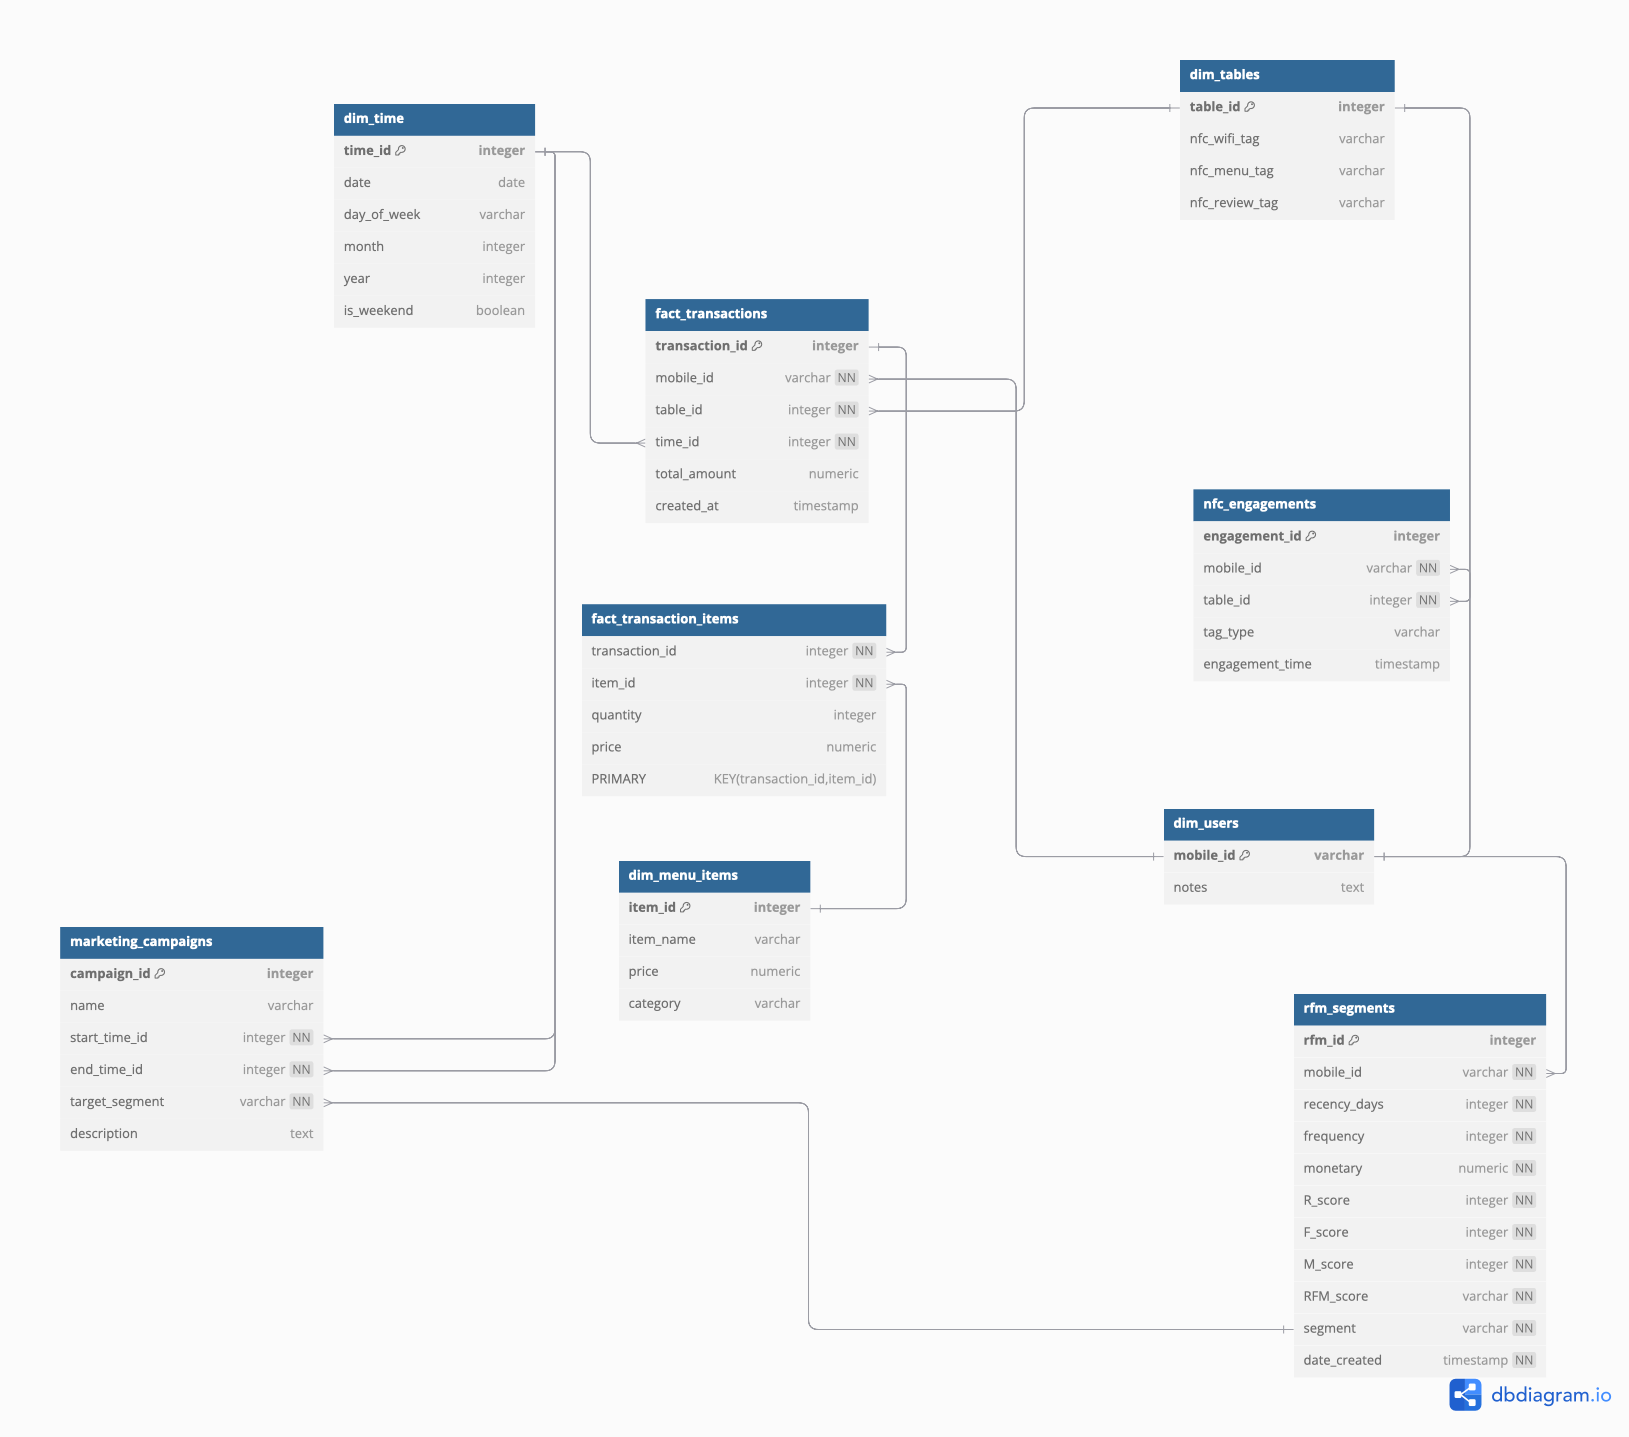 dim_time
time_id integer
date date
day_of_week varchar
month integer
year integer
is_weekend boolean
dim_tables
table_id integer
nfc_wifi_tag varchar
nfc_menu_tag varchar
nfc_review_tag varchar
fact_transactions
transaction_id integer
mobile_id varchar NN
table_id integer NN
time_id integer NN
total_amount numeric
created_at timestamp
nfc_engagements
engagement_id integer
mobile_id varchar NN
table_id integer NN
tag_type varchar
engagement_time timestamp
fact_transaction_items
transaction_id integer NN
item_id integer NN
quantity integer
price numeric
PRIMARY KEY(transaction_id,item_id)
dim_users
mobile_id varchar
notes text
dim_menu_items
item_id integer
item_name varchar
price numeric
category varchar
marketing_campaigns
campaign_id integer
name varchar
start_time_id integer NN
end_time_id integer NN
target_segment varchar NN
description text
rfm_segments
rfm_id integer
mobile_id varchar NN
recency_days integer NN
frequency integer NN
monetary numeric NN
R_score integer NN
F_score integer NN
M_score integer NN
RFM_score varchar NN
segment varchar NN
date_created timestamp NN
dbdiagram.io